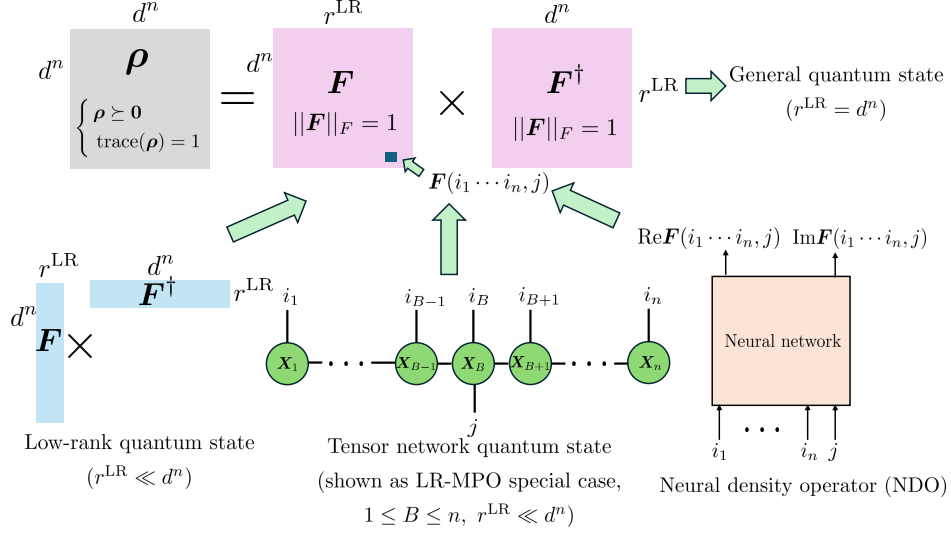 d^n
r^LR
d^n
d^n
ρ
ρ ⪰ 0
trace(ρ) = 1
=
d^n
F
||F||_F = 1
×
F^†
||F||_F = 1
r^LR
General quantum state
(r^LR = d^n)
F(i_1 ⋯ i_n, j)
r^LR
d^n
d^n
F
×
F^†
r^LR
Low-rank quantum state
(r^LR ≪ d^n)
i_1 i_{B−1} i_B i_{B+1} i_n
X_1 ⋯ X_{B−1} X_B X_{B+1} ⋯ X_n
j
Tensor network quantum state
(shown as LR-MPO special case,
1 ≤ B ≤ n, r^LR ≪ d^n)
ReF(i_1 ⋯ i_n, j) ImF(i_1 ⋯ i_n, j)
Neural network
⋯
i_1 i_n j
Neural density operator (NDO)